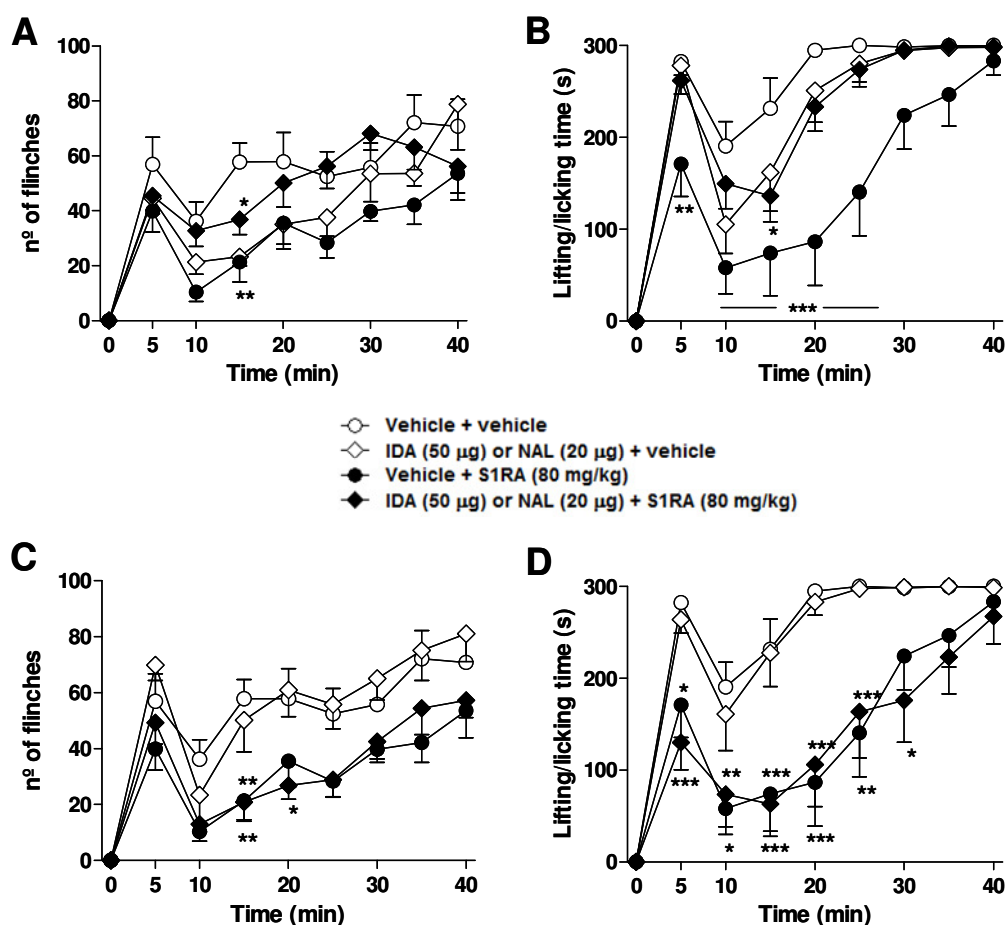 A
nº of flinches
100
80
60
40
20
0
*
**
0 5 10 20 30 40
Time (min)
B
Lifting/licking time (s)
300
200
100
0
**
*
***
0 5 10 20 30 40
Time (min)
Vehicle + vehicle
IDA (50 µg) or NAL (20 µg) + vehicle
Vehicle + S1RA (80 mg/kg)
IDA (50 µg) or NAL (20 µg) + S1RA (80 mg/kg)
C
nº of flinches
100
80
60
40
20
0
**
*
**
0 5 10 20 30 40
Time (min)
D
Lifting/licking time (s)
300
200
100
0
*
***
***
*** ** ***
** *
* *** ***
0 5 10 20 30 40
Time (min)